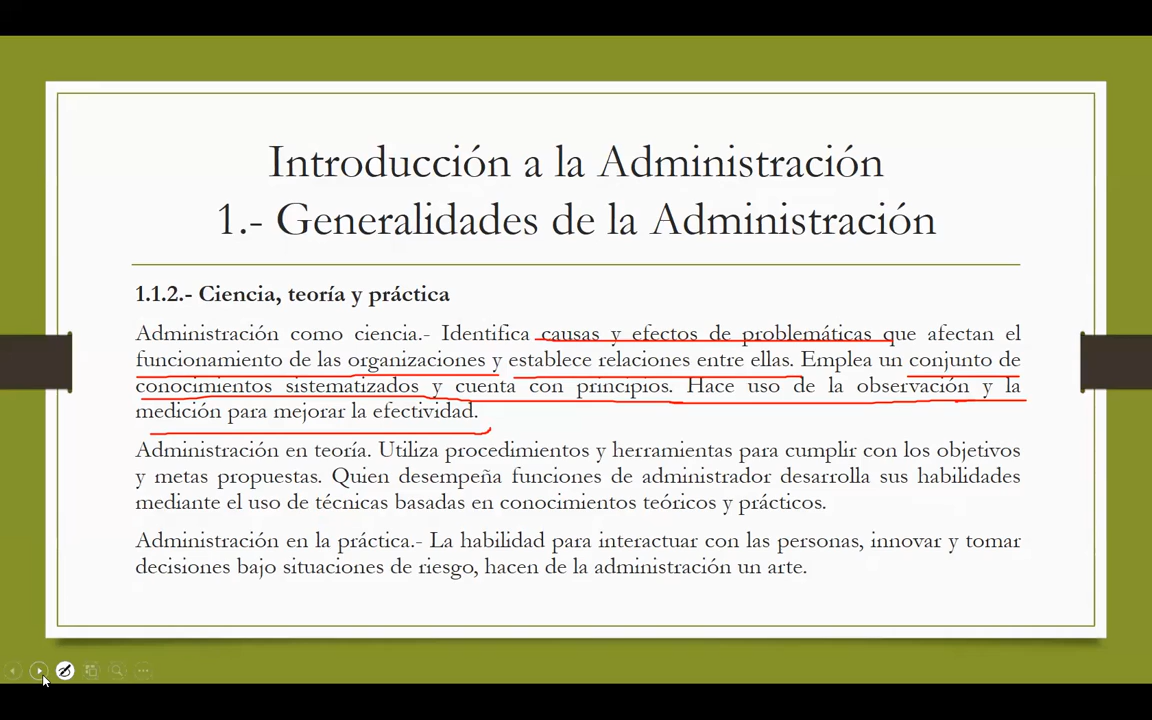 Introducción a la Administración
1.- Generalidades de la Administración
1.1.2.- Ciencia, teoría y práctica
Administración como ciencia.- Identifica causas y efectos de problemáticas que afectan el
funcionamiento de las organizaciones y establece relaciones entre ellas. Emplea un conjunto de
conocimientos sistematizados y cuenta con principios. Hace uso de la observación y la
medición para mejorar la efectividad.
Administración en teoría. Utiliza procedimientos y herramientas para cumplir con los objetivos
y metas propuestas. Quien desempeña funciones de administrador desarrolla sus habilidades
mediante el uso de técnicas basadas en conocimientos teóricos y prácticos.
Administración en la práctica.- La habilidad para interactuar con las personas, innovar y tomar
decisiones bajo situaciones de riesgo, hacen de la administración un arte.